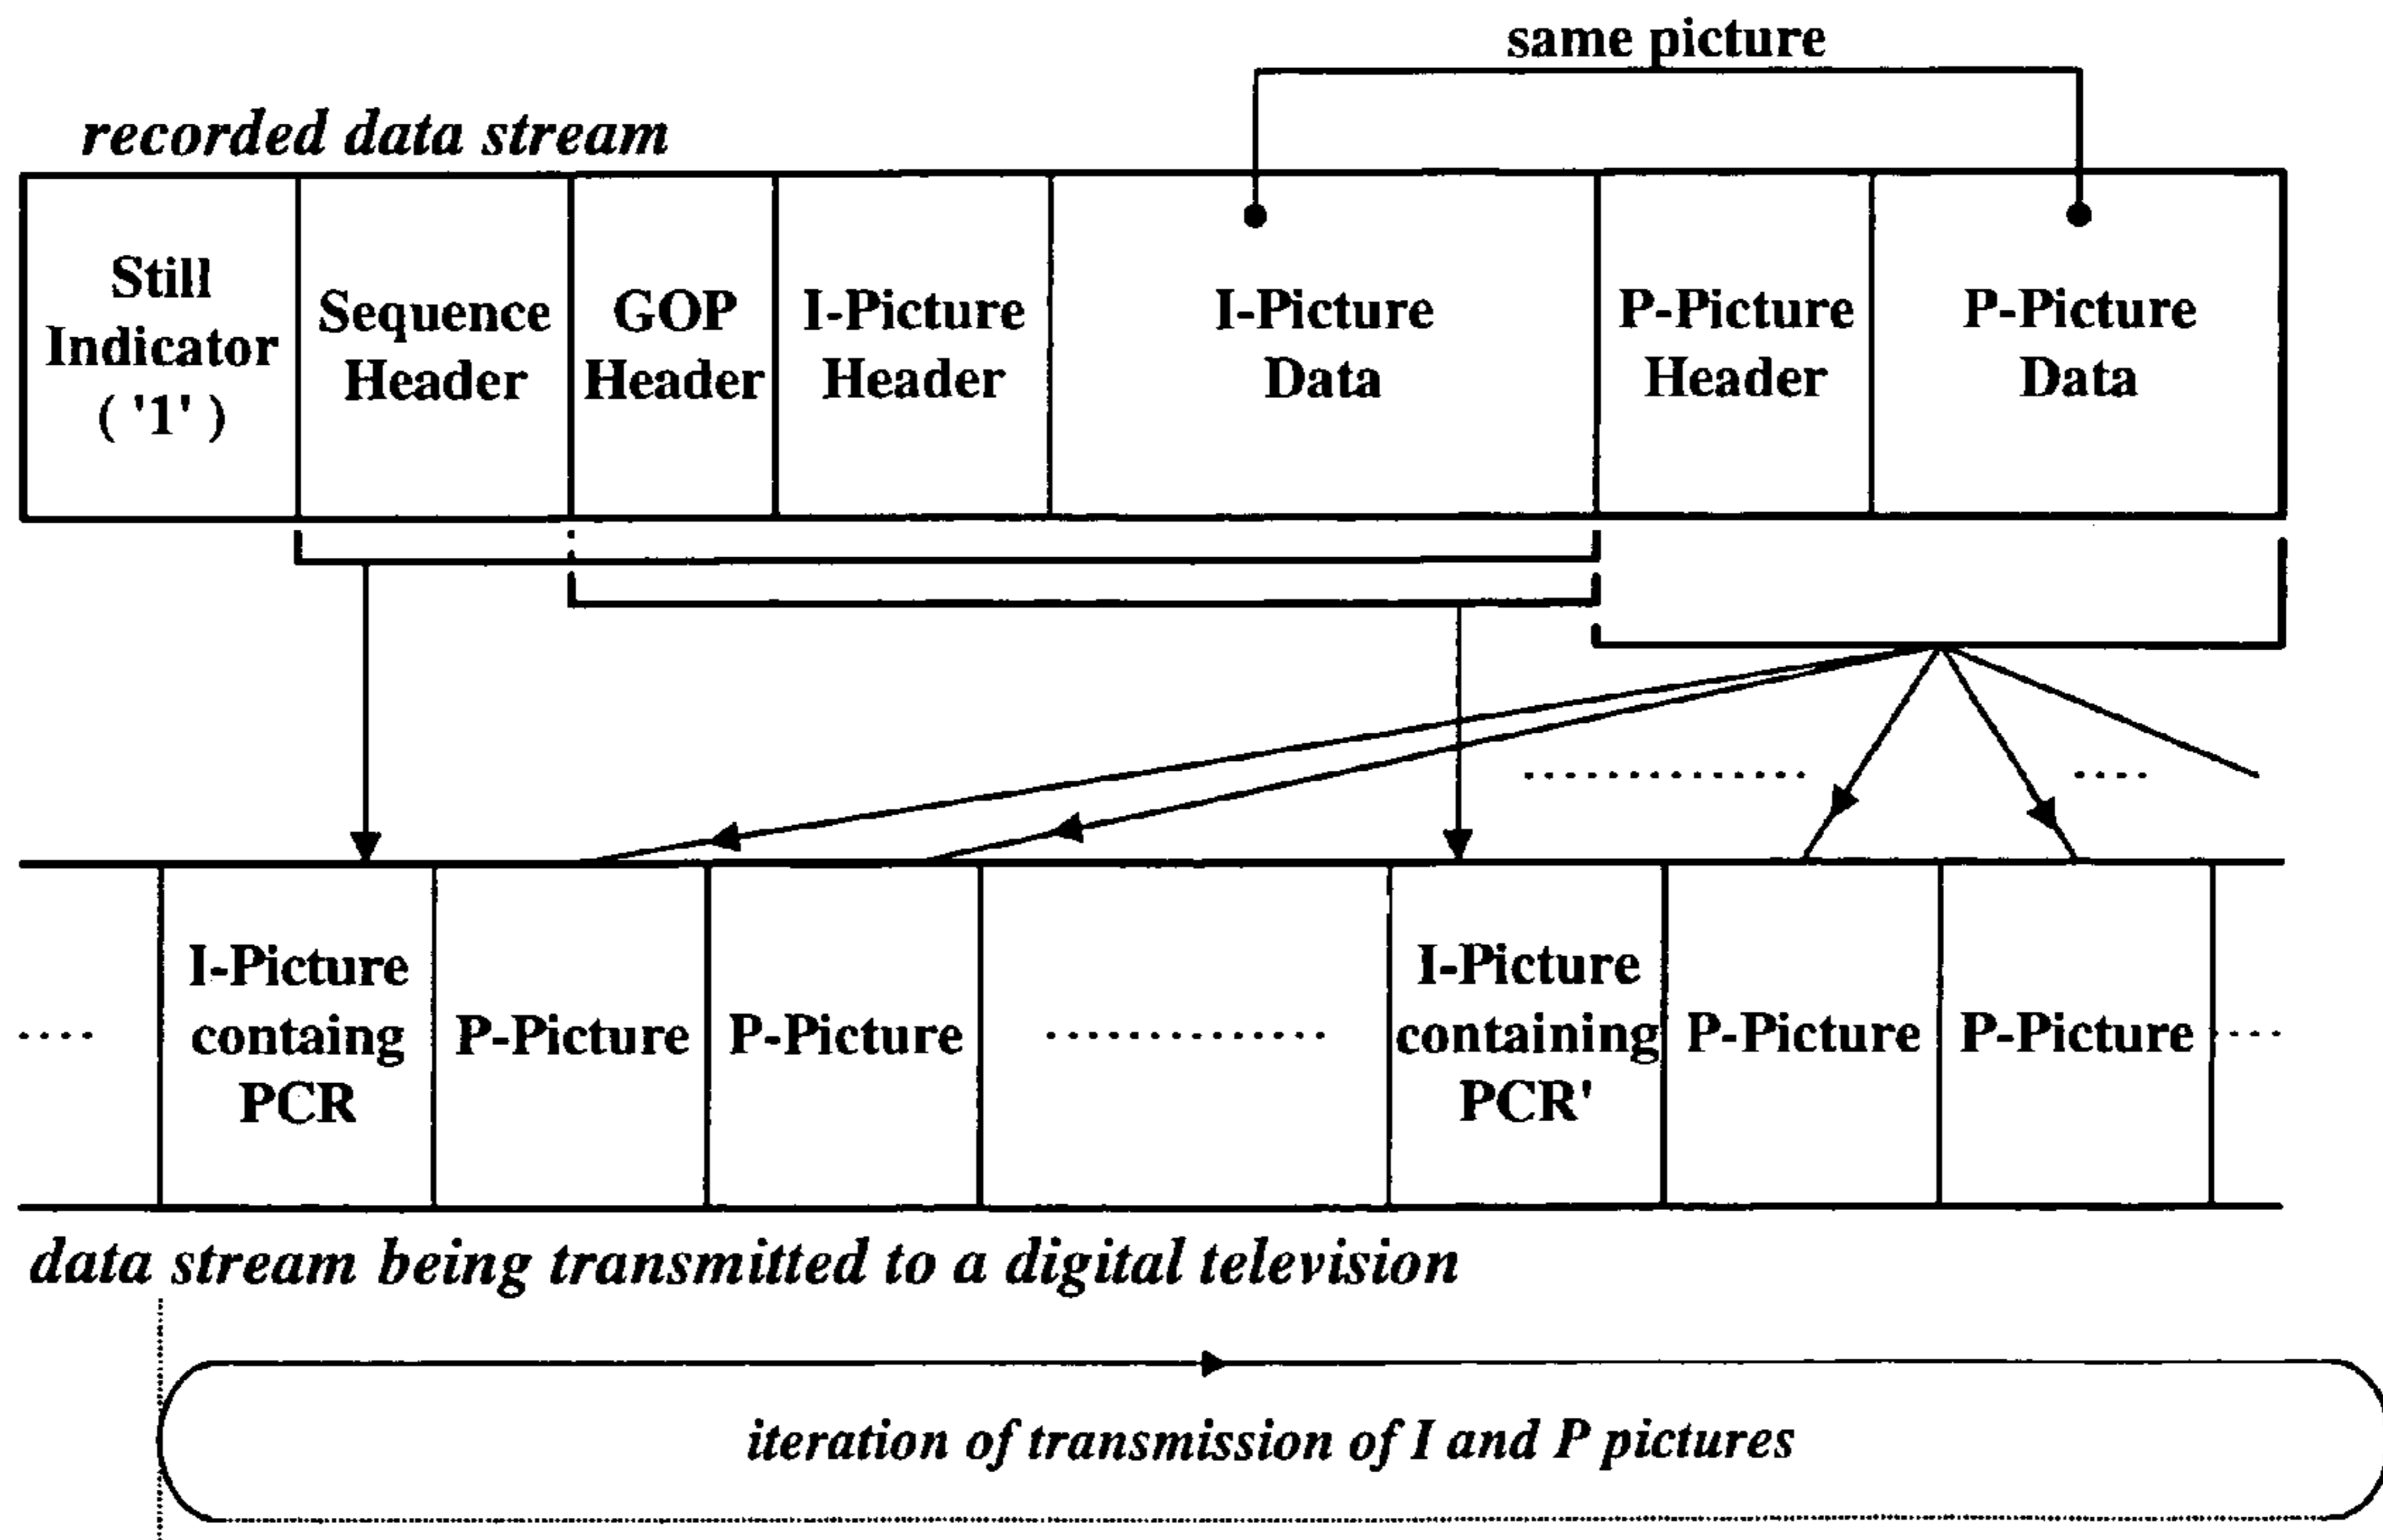 same picture
recorded data stream
Still
Indicator
( '1' )
Sequence
Header
GOP
Header
I-Picture
Header
I-Picture
Data
P-Picture
Header
P-Picture
Data
I-Picture
containg
PCR
P-Picture
P-Picture
I-Picture
containing
PCR'
P-Picture
P-Picture
data stream being transmitted to a digital television
iteration of transmission of I and P pictures